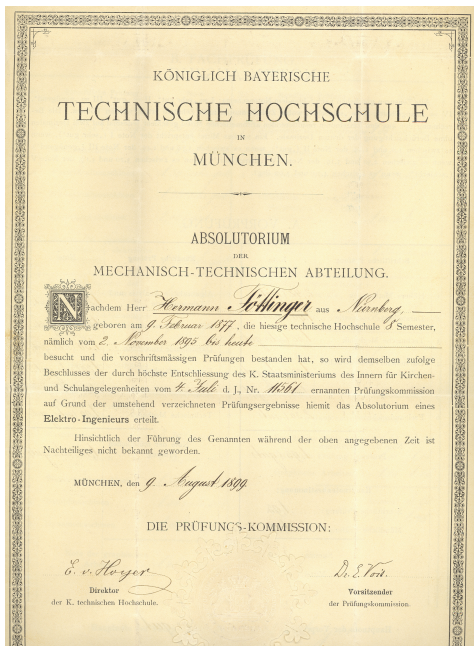 KÖNIGLICH BAYERISCHE
TECHNISCHE HOCHSCHULE
IN
MÜNCHEN.
ABSOLUTORIUM
DER
MECHANISCH-TECHNISCHEN ABTEILUNG.
Nachdem Herr Hermann Föttinger aus Nürnberg,
geboren am 9. Februar 1877, die hiesige technische Hochschule 8 Semester,
nämlich vom 2. November 1895 bis heute
besucht und die vorschriftsmässigen Prüfungen bestanden hat, so wird demselben zufolge
Beschlusses der durch höchste Entschliessung des K. Staatsministeriums des Innern für Kirchen-
und Schulangelegenheiten vom 4. Juli d. J., Nr. 11561 ernannten Prüfungskommission
auf Grund der umstehend verzeichneten Prüfungsergebnisse hiemit das Absolutorium eines
Elektro-Ingenieurs erteilt.
Hinsichtlich der Führung des Genannten während der oben angegebenen Zeit ist
Nachteiliges nicht bekannt geworden.
MÜNCHEN, den 9. August 1899.
DIE PRÜFUNGS-KOMMISSION:
E. v. Hoyer Dr. E. Voit.
Direktor Vorsitzender
der K. technischen Hochschule. der Prüfungskommission.